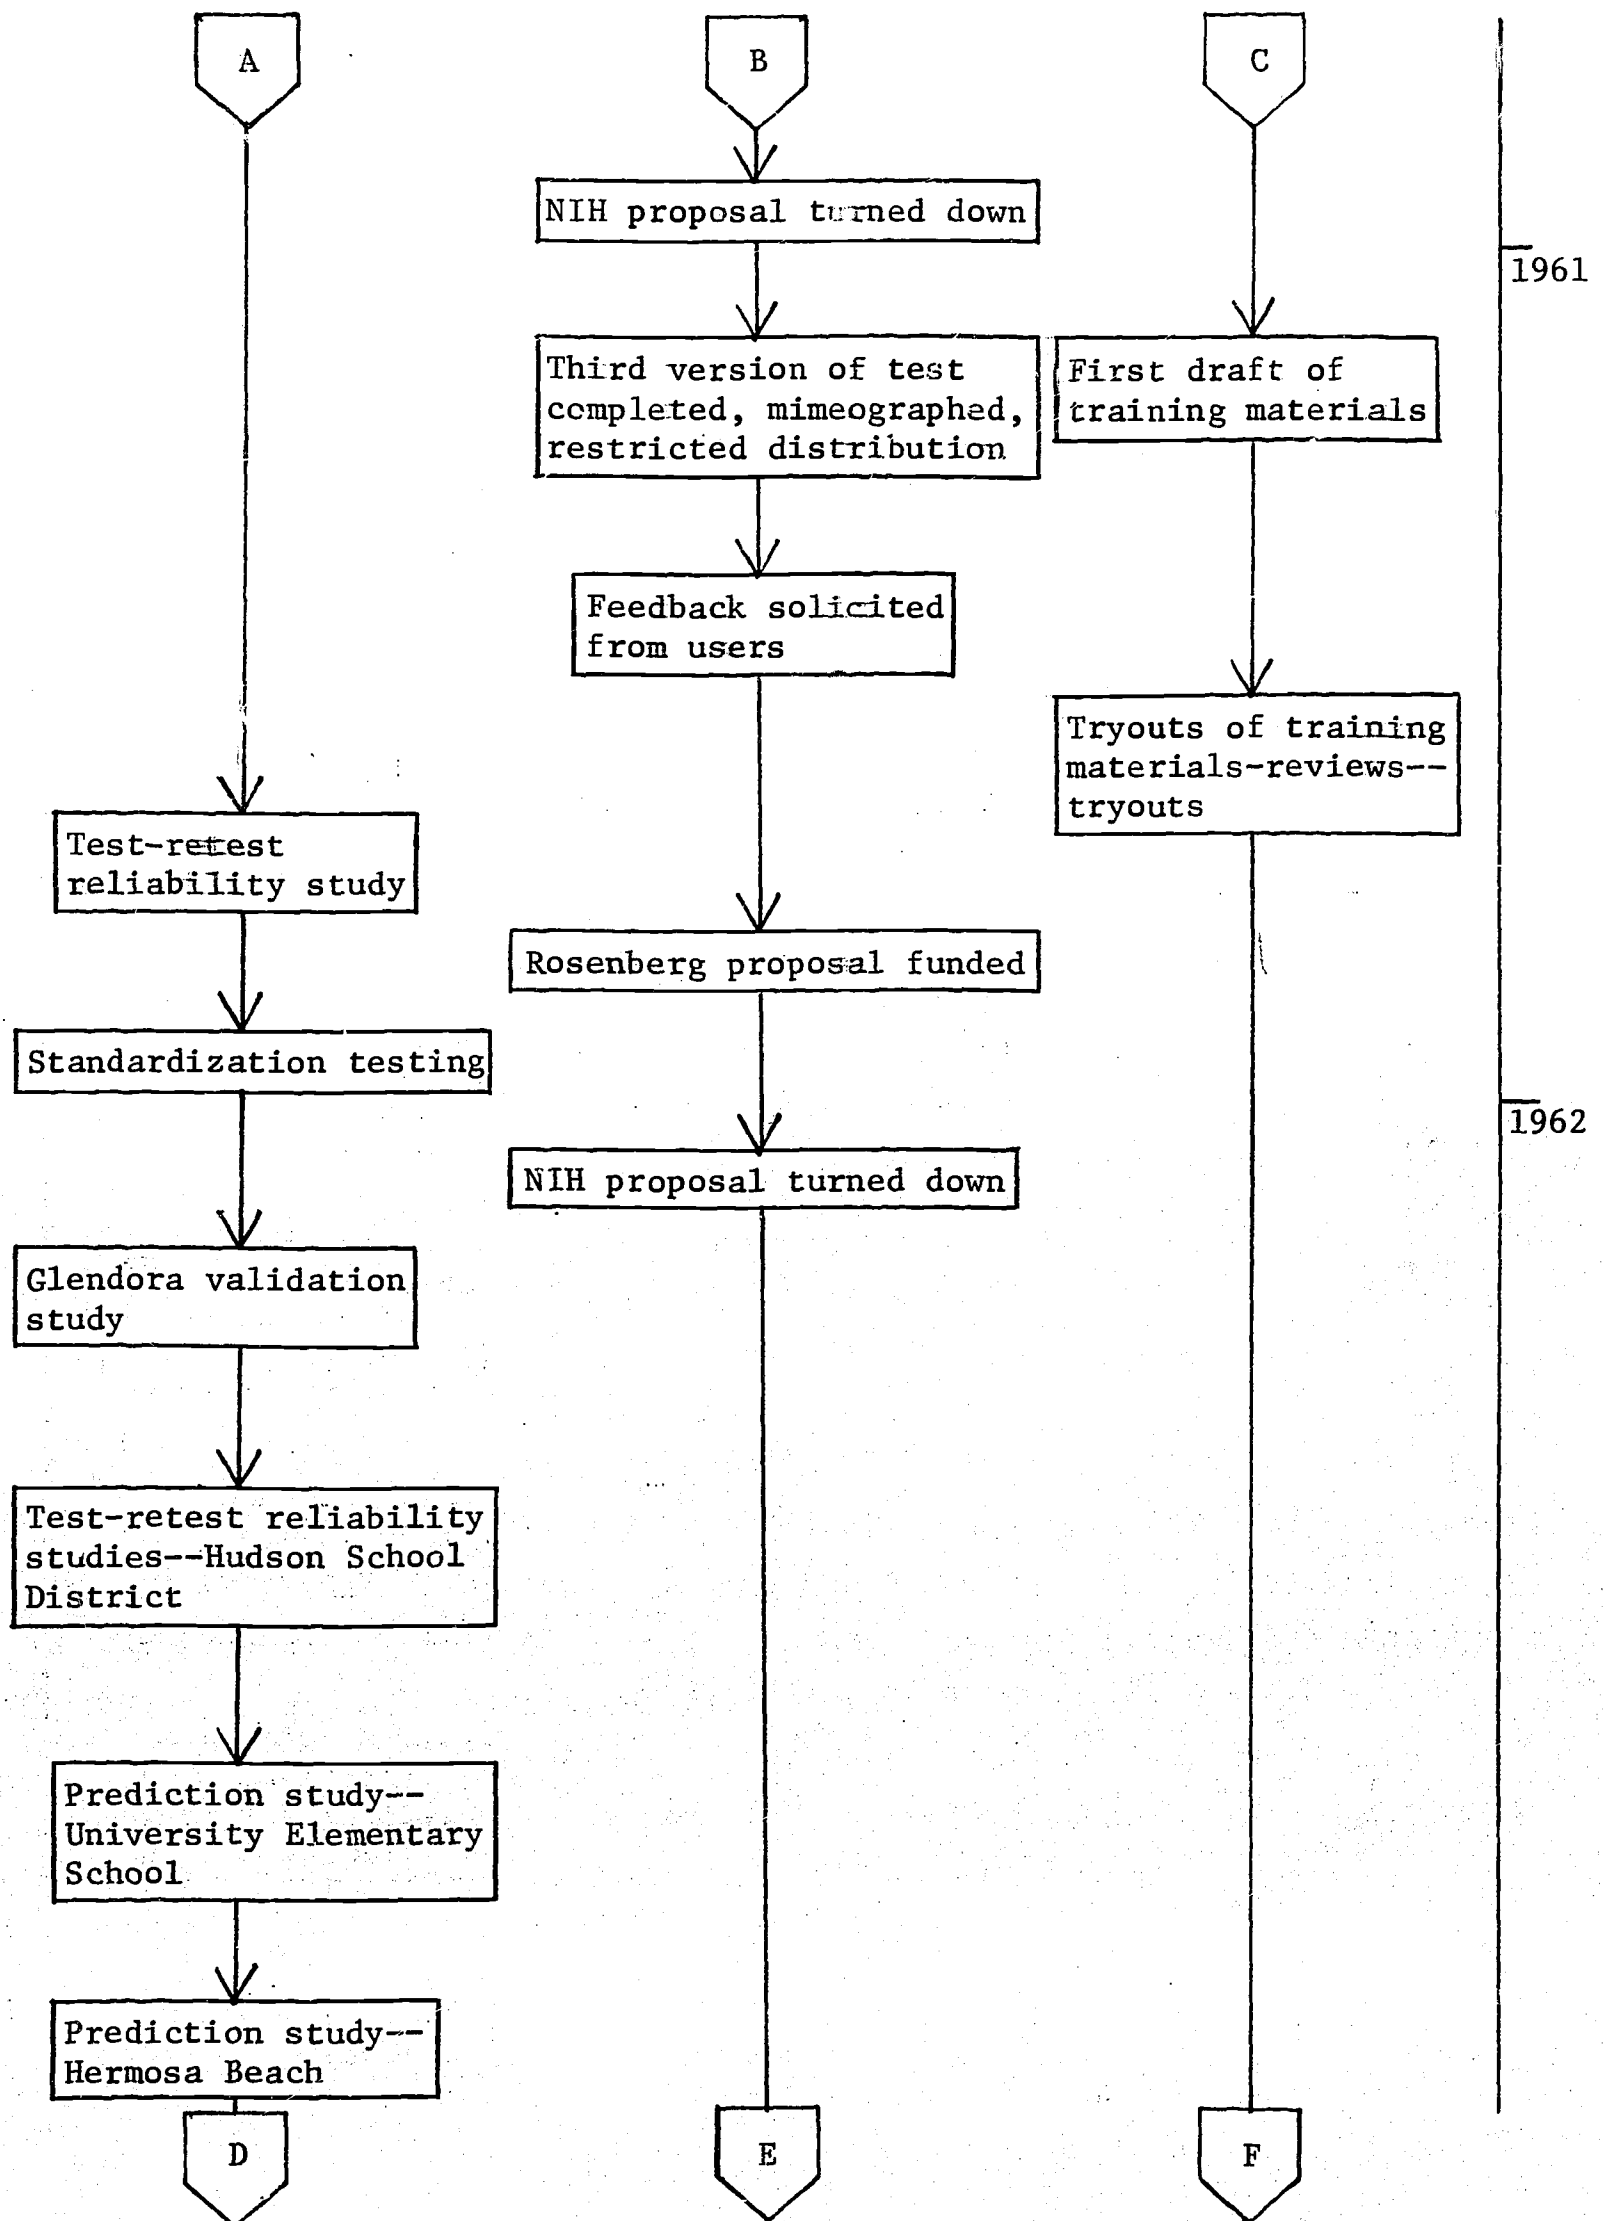 A
B
C
NIH proposal turned down
1961
Third version of test
completed, mimeographed,
restricted distribution
First draft of
training materials
Feedback solicited
from users
Tryouts of training
materials-reviews--
tryouts
Test-retest
reliability study
Rosenberg proposal funded
Standardization testing
1962
NIH proposal turned down
Glendora validation
study
Test-retest reliability
studies--Hudson School
District
Prediction study--
University Elementary
School
Prediction study--
Hermosa Beach
D
E
F